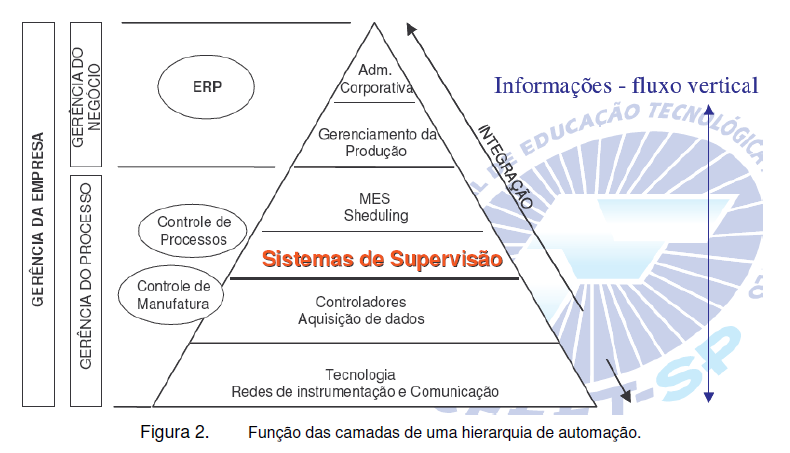 GERÊNCIA DA EMPRESA
GERÊNCIA DO
NEGÓCIO
GERÊNCIA DO PROCESSO
ERP
Controle de
Processos
Controle de
Manufatura
Adm.
Corporativa
Gerenciamento da
Produção
MES
Sheduling
Sistemas de Supervisão
Controladores
Aquisição de dados
Tecnologia
Redes de instrumentação e Comunicação
INTEGRAÇÃO
Informações - fluxo vertical
L DE EDUCAÇÃO TECNOLÓGICA
-SP
Figura 2. Função das camadas de uma hierarquia de automação.